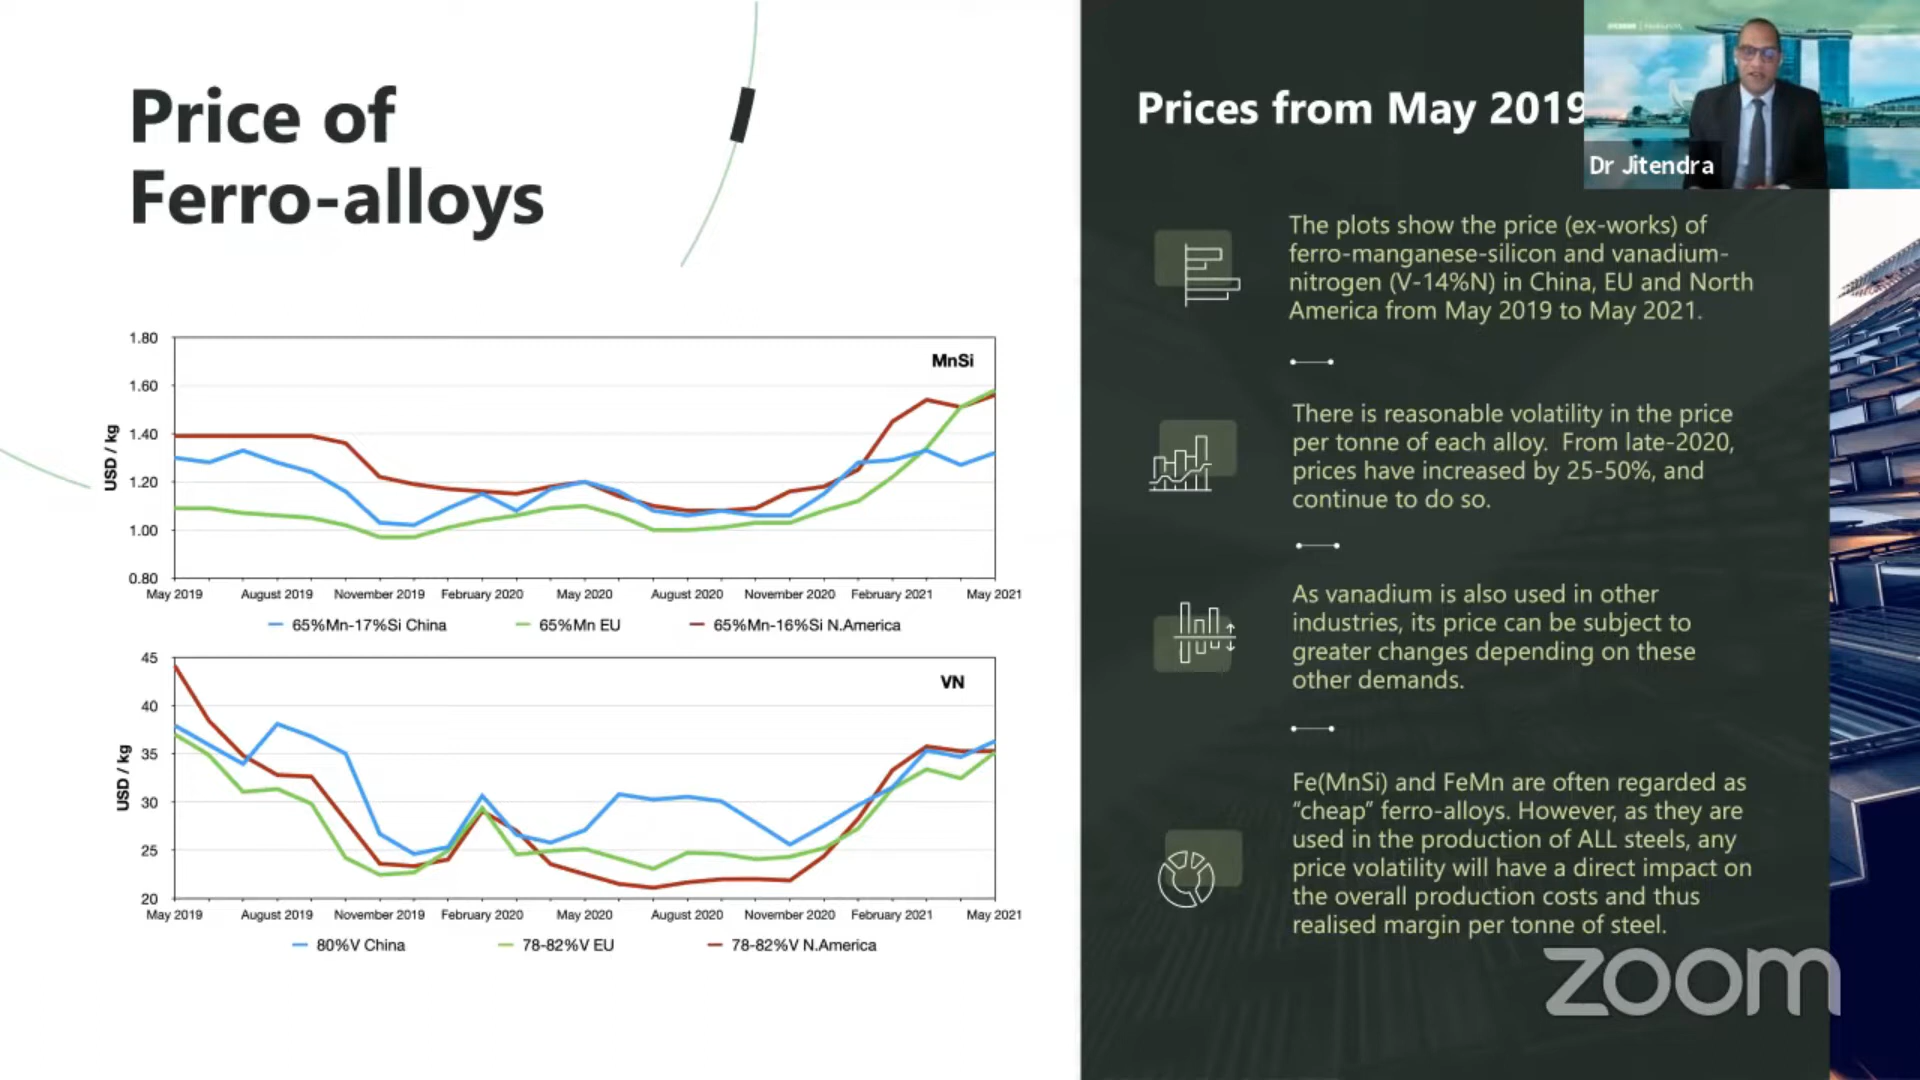 Price of
Ferro-alloys
Prices from May 2019
Dr Jitendra
The plots show the price (ex-works) of
ferro-manganese-silicon and vanadium-
nitrogen (V-14%N) in China, EU and North
America from May 2019 to May 2021.
There is reasonable volatility in the price
per tonne of each alloy.  From late-2020,
prices have increased by 25-50%, and
continue to do so.
As vanadium is also used in other
industries, its price can be subject to
greater changes depending on these
other demands.
Fe(MnSi) and FeMn are often regarded as
“cheap” ferro-alloys. However, as they are
used in the production of ALL steels, any
price volatility will have a direct impact on
the overall production costs and thus
realised margin per tonne of steel.
MnSi
USD / kg
1.80
1.60
1.40
1.20
1.00
0.80
May 2019 August 2019 November 2019 February 2020 May 2020 August 2020 November 2020 February 2021 May 2021
65%Mn-17%Si China 65%Mn EU 65%Mn-16%Si N.America
VN
USD / kg
45
40
35
30
25
20
May 2019 August 2019 November 2019 February 2020 May 2020 August 2020 November 2020 February 2021 May 2021
80%V China 78-82%V EU 78-82%V N.America
zoom